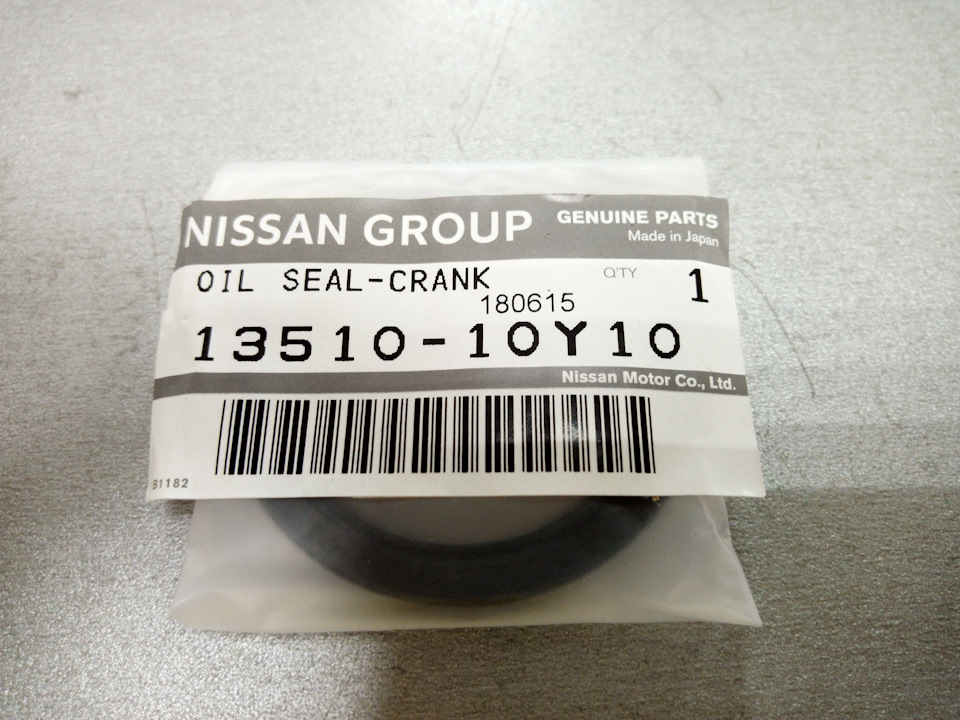 NISSAN GROUP
GENUINE PARTS
Made in Japan
OIL SEAL-CRANK
Q'TY
1
180615
13510-10Y10
Nissan Motor Co., Ltd.
B1182